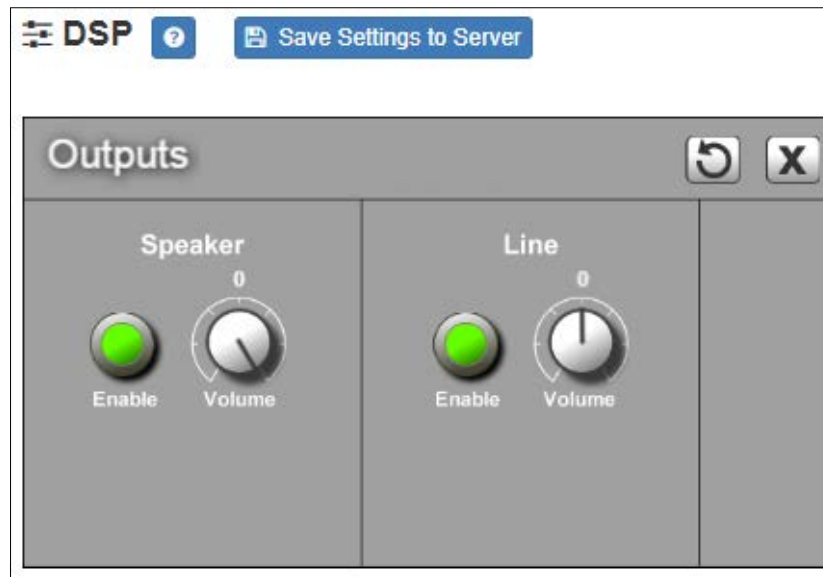 DSP ? Save Settings to Server
Outputs X
Speaker Line
0 0
Enable Volume Enable Volume